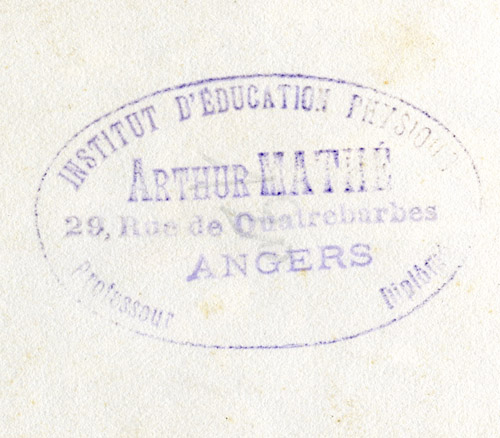 INSTITUT D'ÉDUCATION PHYSIQUE
ARTHUR MATHÉ
29, Rue de Quatrebarbes
ANGERS
Professeur Diplômé